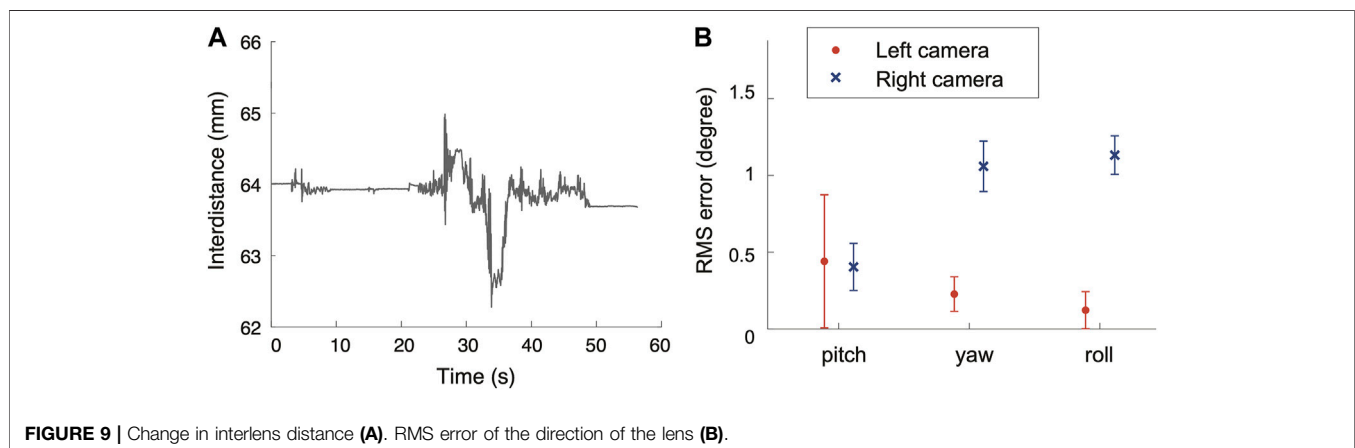 A
66
65
64
63
62
Interdistance (mm)
0 10 20 30 40 50 60
Time (s)
B
Left camera
Right camera
1.5
1
0.5
0
RMS error (degree)
pitch yaw roll
FIGURE 9 | Change in interlens distance (A). RMS error of the direction of the lens (B).